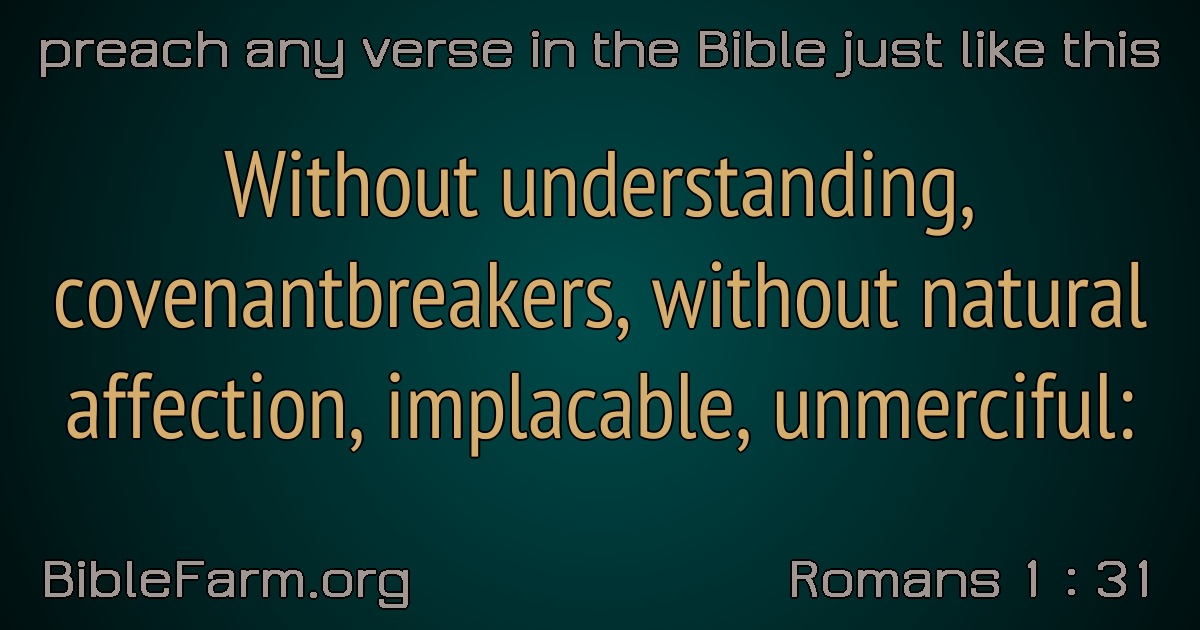 preach any verse in the Bible just like this
Without understanding,
covenantbreakers, without natural
affection, implacable, unmerciful:
BibleFarm.org
Romans 1 : 31